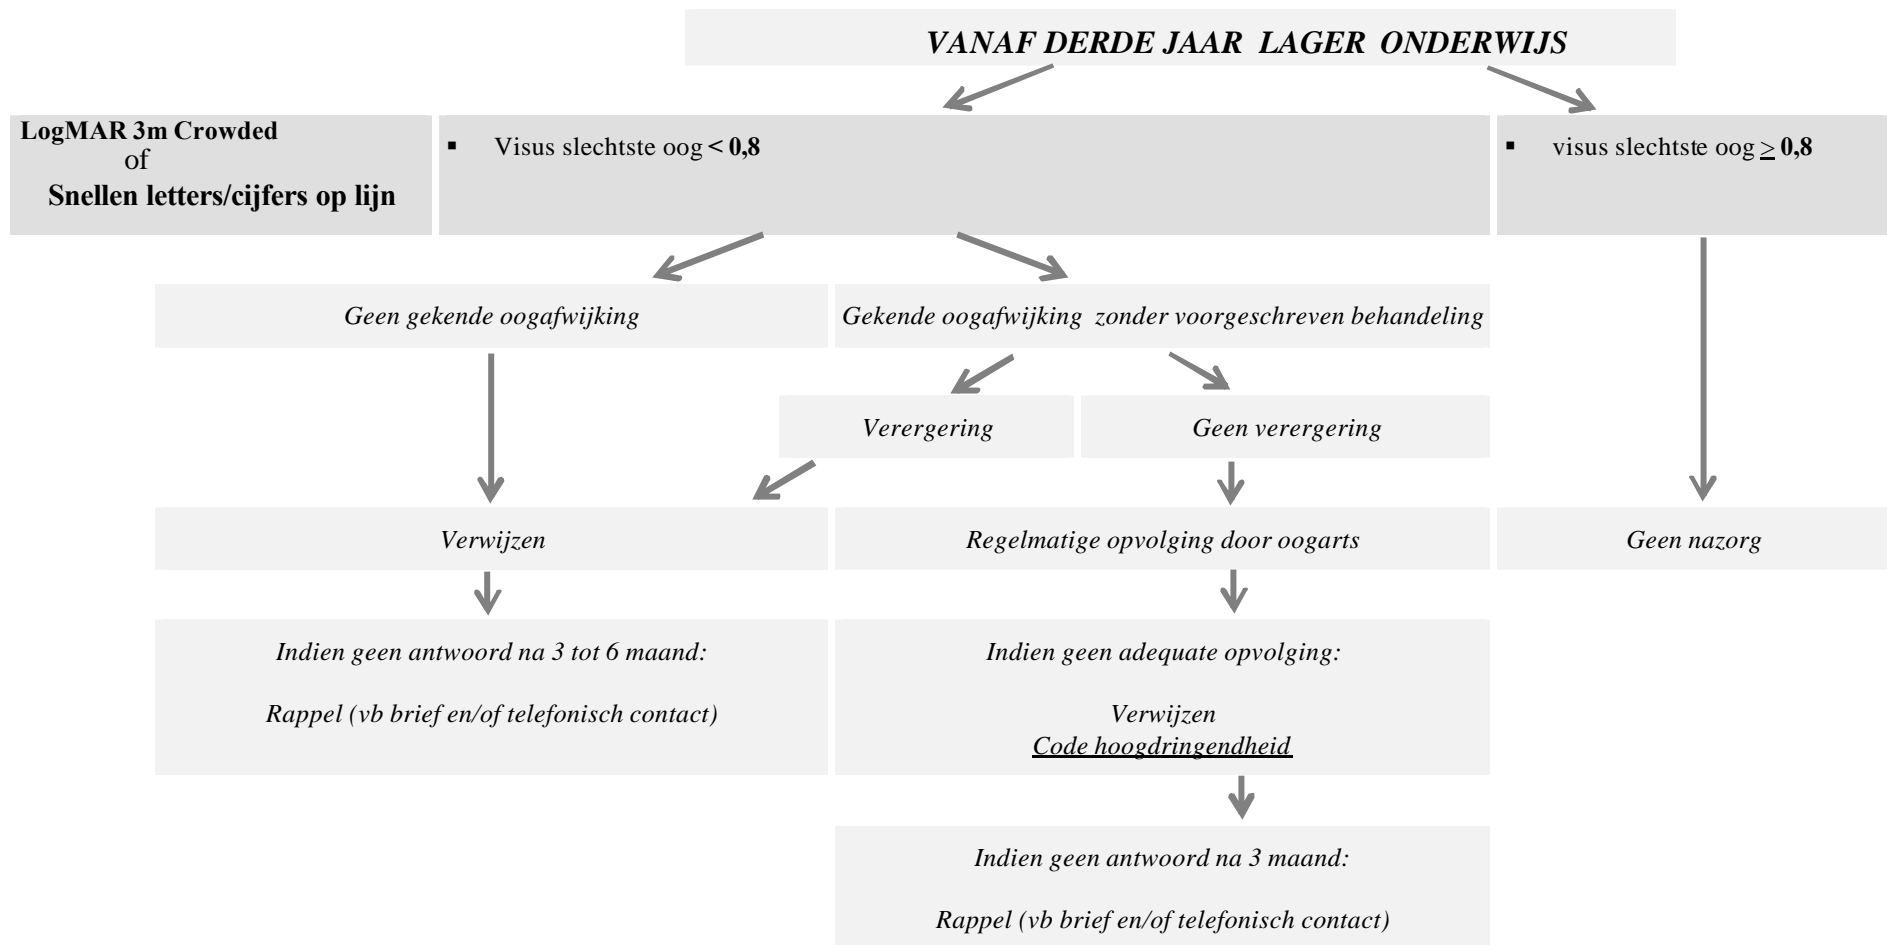 VANAF DERDE JAAR LAGER ONDERWIJS
LogMAR 3m Crowded
of
Snellen letters/cijfers op lijn
▪ Visus slechtste oog < 0,8
▪ visus slechtste oog ≥ 0,8
Geen gekende oogafwijking
Gekende oogafwijking zonder voorgeschreven behandeling
Verergering
Geen verergering
Verwijzen
Regelmatige opvolging door oogarts
Geen nazorg
Indien geen antwoord na 3 tot 6 maand:
Rappel (vb brief en/of telefonisch contact)
Indien geen adequate opvolging:
Verwijzen
Code hoogdringendheid
Indien geen antwoord na 3 maand:
Rappel (vb brief en/of telefonisch contact)